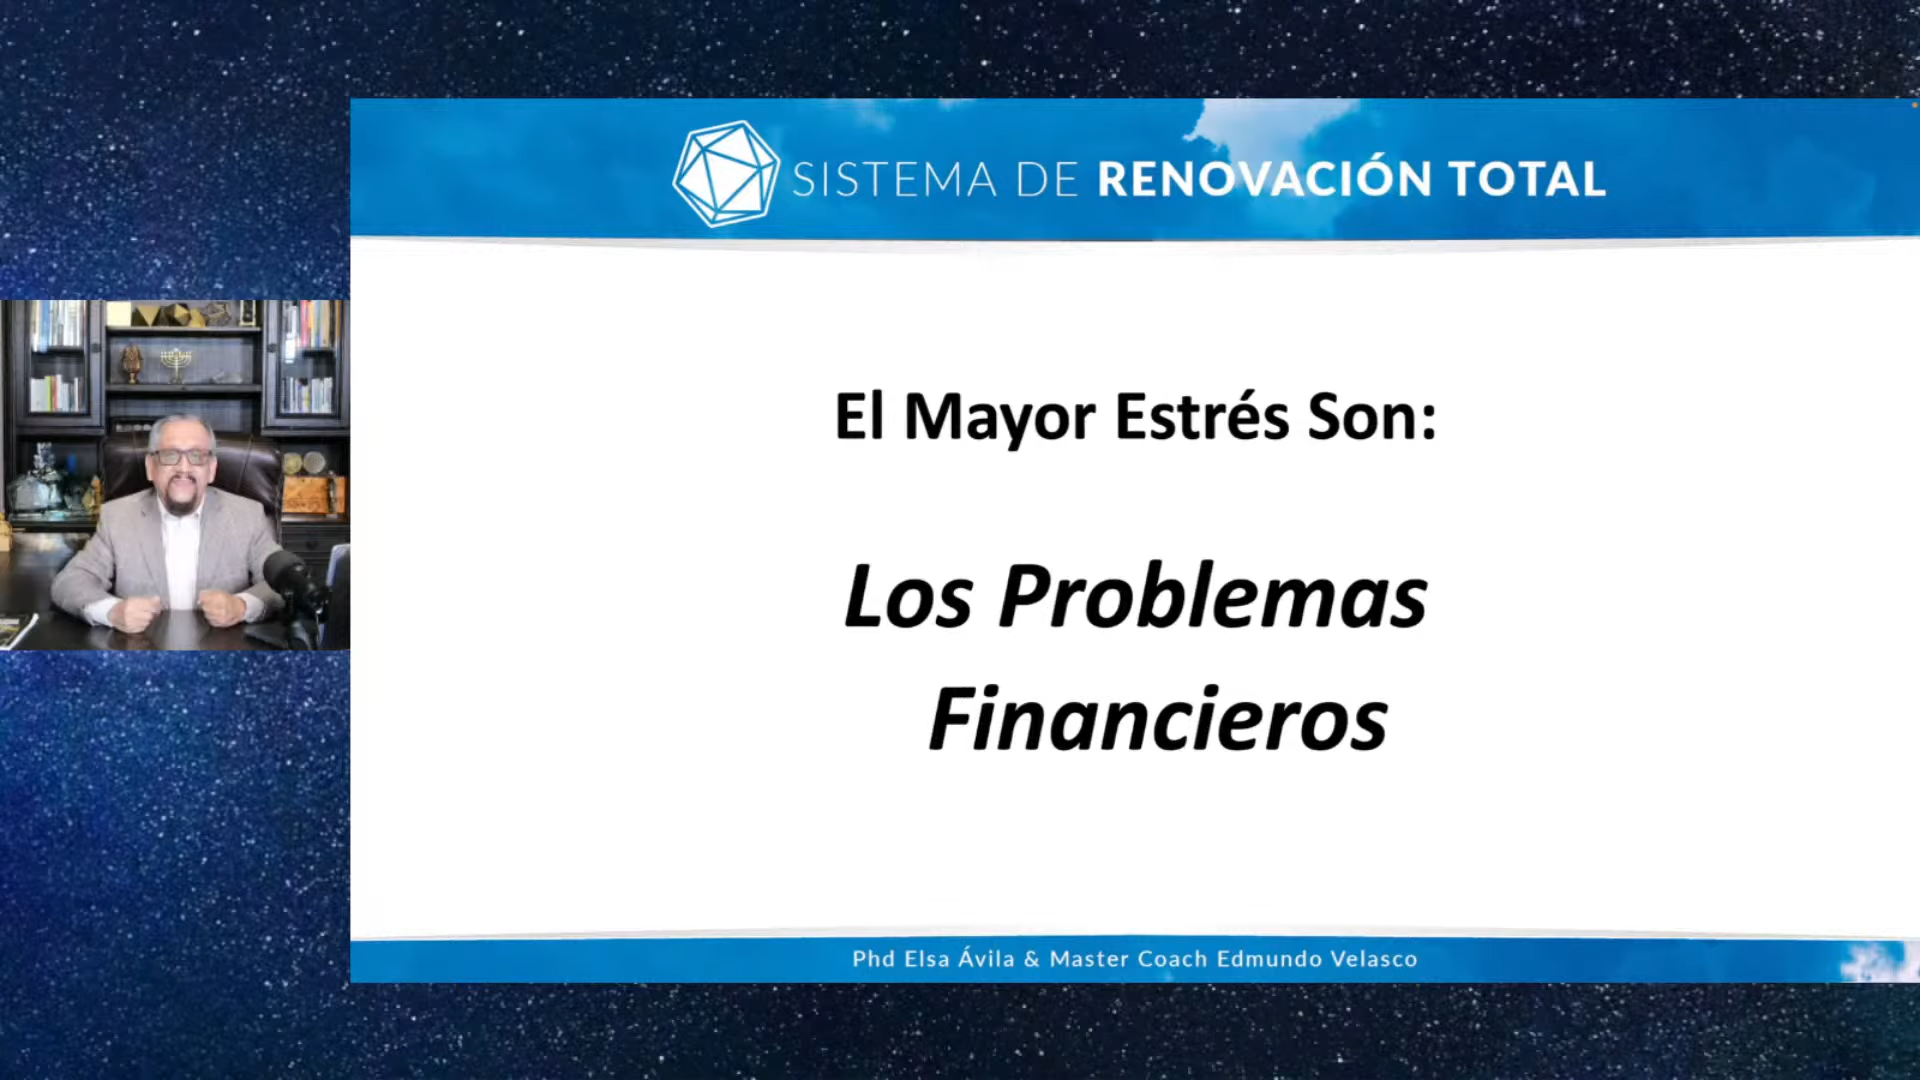 SISTEMA DE RENOVACIÓN TOTAL
El Mayor Estrés Son:
Los Problemas
Financieros
Phd Elsa Ávila & Master Coach Edmundo Velasco